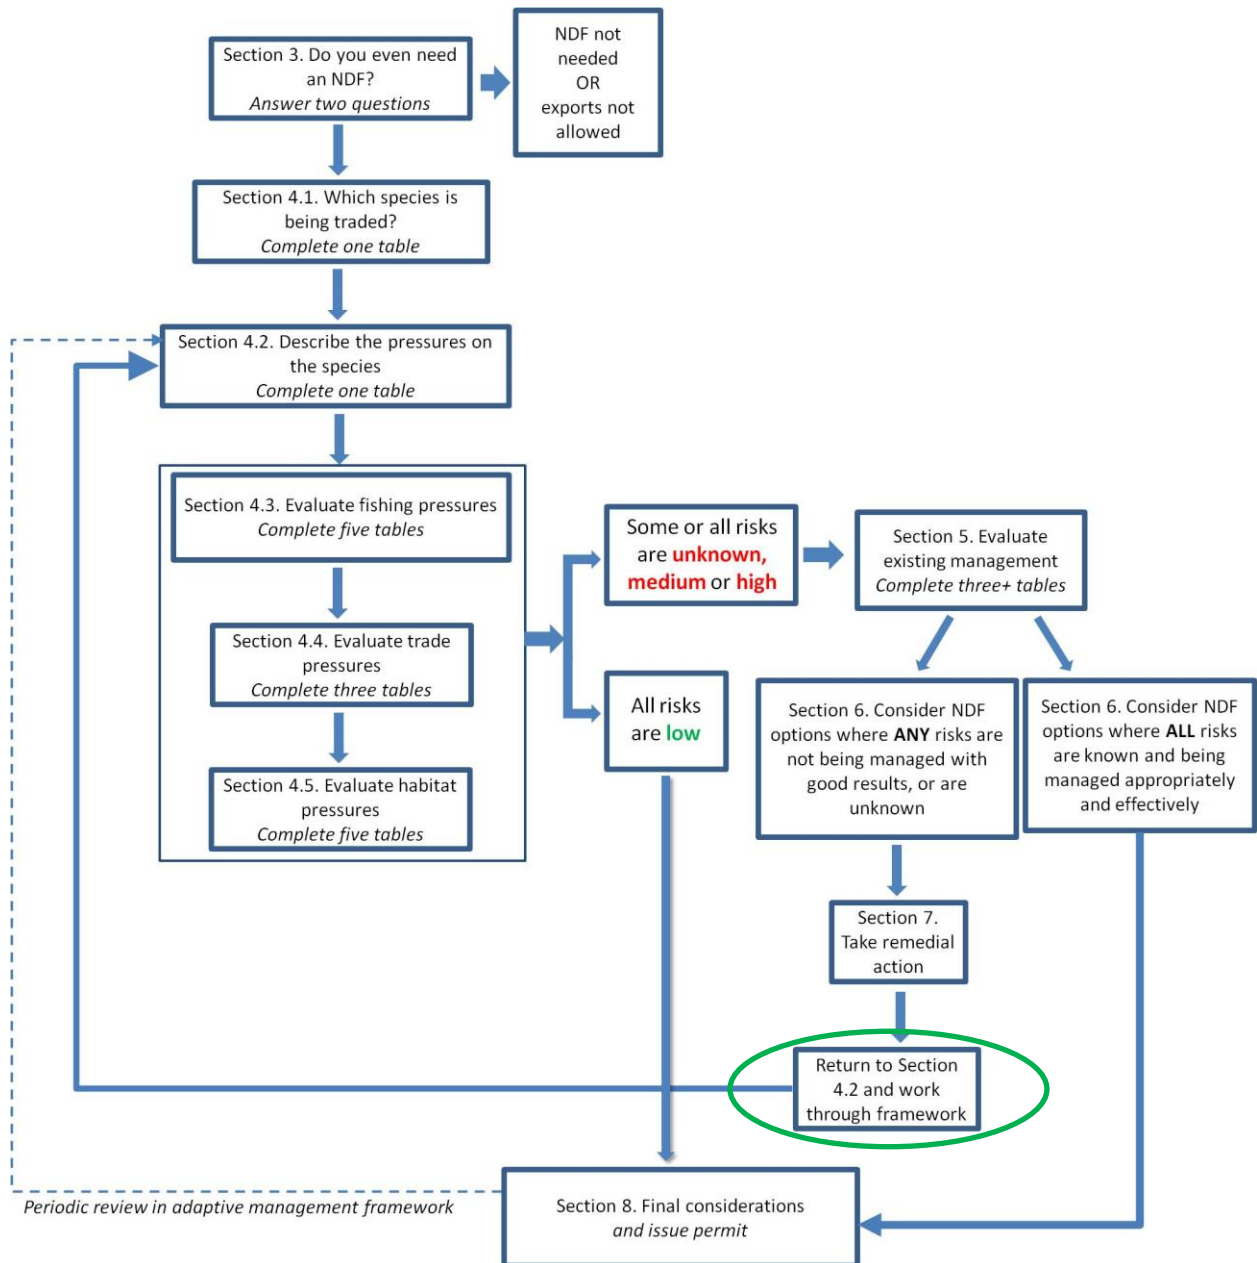 Section 3. Do you even need
an NDF?
Answer two questions
NDF not
needed
OR
exports not
allowed
Section 4.1. Which species is
being traded?
Complete one table
Section 4.2. Describe the pressures on
the species
Complete one table
Section 4.3. Evaluate fishing pressures
Complete five tables
Section 4.4. Evaluate trade
pressures
Complete three tables
Section 4.5. Evaluate habitat
pressures
Complete five tables
Some or all risks
are unknown,
medium or high
All risks
are low
Section 5. Evaluate
existing management
Complete three+ tables
Section 6. Consider NDF
options where ANY risks are
not being managed with
good results, or are
unknown
Section 6. Consider NDF
options where ALL risks
are known and being
managed appropriately
and effectively
Section 7.
Take remedial
action
Return to Section
4.2 and work
through framework
Periodic review in adaptive management framework
Section 8. Final considerations
and issue permit